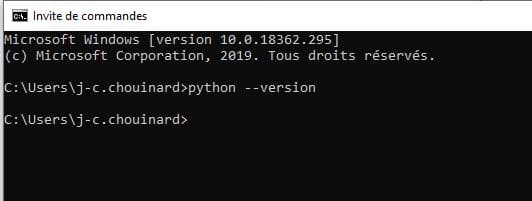 Invite de commandes
Microsoft Windows [version 10.0.18362.295]
(c) Microsoft Corporation, 2019. Tous droits réservés.
C:\Users\j-c.chouinard>python --version
C:\Users\j-c.chouinard>